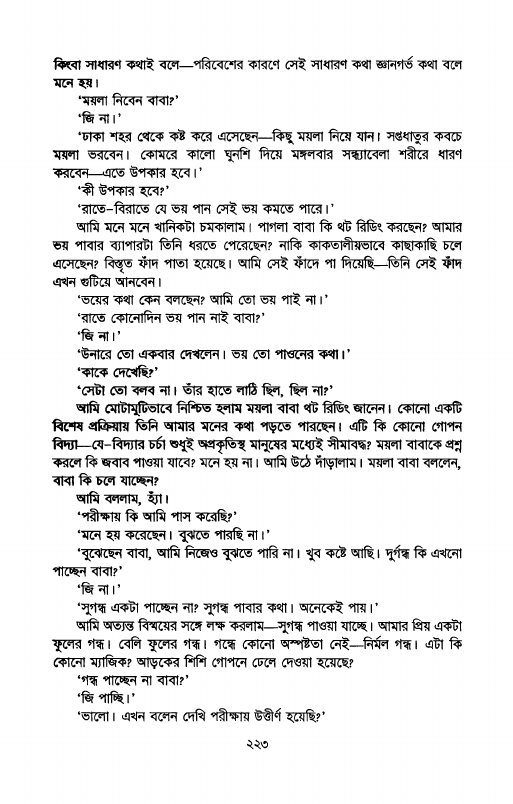 কিংবা সাধারণ কথাই বলে—পরিবেশের কারণে সেই সাধারণ কথা জ্ঞানগর্ভ কথা বলে
মনে হয়।
‘ময়লা নিবেন বাবা?’
‘জি না।’
‘ঢাকা শহর থেকে কষ্ট করে এসেছেন—কিছু ময়লা নিয়ে যান। সপ্তধাতুর কবচে
ময়লা ভরবেন। কোমরে কালো ঘুনশি দিয়ে মঙ্গলবার সন্ধ্যাবেলা শরীরে ধারণ
করবেন—এতে উপকার হবে।’
‘কী উপকার হবে?’
‘রাতে-বিরাতে যে ভয় পান সেই ভয় কমতে পারে।’
আমি মনে মনে খানিকটা চমকালাম। পাগলা বাবা কি থট রিডিং করছেন? আমার
ভয় পাবার ব্যাপারটা তিনি ধরতে পেরেছেন? নাকি কাকতালীয়ভাবে কাছাকাছি চলে
এসেছেন? বিস্তৃত ফাঁদ পাতা হয়েছে। আমি সেই ফাঁদে পা দিয়েছি—তিনি সেই ফাঁদ
এখন গুটিয়ে আনবেন।
‘ভয়ের কথা কেন বলছেন? আমি তো ভয় পাই না।’
‘রাতে কোনোদিন ভয় পান নাই বাবা?’
‘জি না।’
‘উনারে তো একবার দেখলেন। ভয় তো পাওনের কথা।’
‘কাকে দেখেছি?’
‘সেটা তো বলব না। তাঁর হাতে লাঠি ছিল, ছিল না?’
আমি মোটামুটিভাবে নিশ্চিত হলাম ময়লা বাবা থট রিডিং জানেন। কোনো একটি
বিশেষ প্রক্রিয়ায় তিনি আমার মনের কথা পড়তে পারছেন। এটি কি কোনো গোপন
বিদ্যা—যে-বিদ্যার চর্চা শুধুই অপ্রকৃতিস্থ মানুষের মধ্যেই সীমাবদ্ধ? ময়লা বাবাকে প্রশ্ন
করলে কি জবাব পাওয়া যাবে? মনে হয় না। আমি উঠে দাঁড়ালাম। ময়লা বাবা বললেন,
বাবা কি চলে যাচ্ছেন?
আমি বললাম, হ্যাঁ।
‘পরীক্ষায় কি আমি পাস করেছি?’
‘মনে হয় করেছেন। বুঝতে পারছি না।’
‘বুঝেছেন বাবা, আমি নিজেও বুঝতে পারি না। খুব কষ্টে আছি। দুর্গন্ধ কি এখনো
পাচ্ছেন বাবা?’
‘জি না।’
‘সুগন্ধ একটা পাচ্ছেন না? সুগন্ধ পাবার কথা। অনেকেই পায়।’
আমি অত্যন্ত বিস্ময়ের সঙ্গে লক্ষ করলাম—সুগন্ধ পাওয়া যাচ্ছে। আমার প্রিয় একটা
ফুলের গন্ধ। বেলি ফুলের গন্ধ। গন্ধে কোনো অস্পষ্টতা নেই—নির্মল গন্ধ। এটা কি
কোনো ম্যাজিক? আড়কের শিশি গোপনে ঢেলে দেওয়া হয়েছে?
‘গন্ধ পাচ্ছেন না বাবা?’
‘জি পাচ্ছি।’
‘ভালো। এখন বলেন দেখি পরীক্ষায় উত্তীর্ণ হয়েছি?’
২২৩